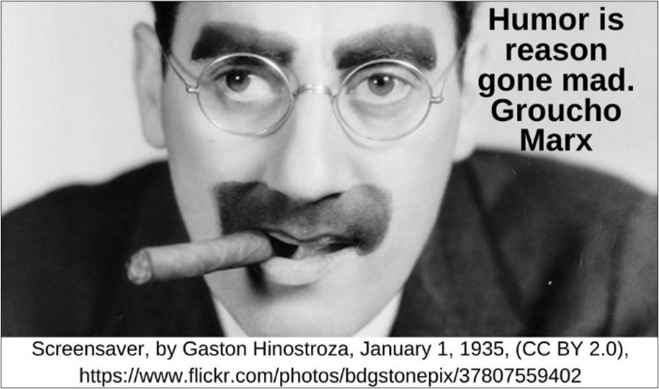 Humor is
reason
gone mad.
Groucho
Marx
Screensaver, by Gaston Hinostroza, January 1, 1935, (CC BY 2.0),
https://www.flickr.com/photos/bdgstonepix/37807559402